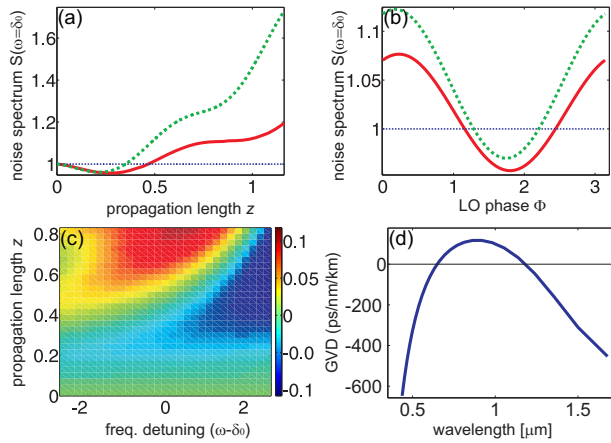 (a)
noise spectrum S(ω=δ₀)
1.6
1.4
1.2
1
0
0.5
1
propagation length z
(b)
noise spectrum S(ω=δ₀)
1.1
1.05
1
0
1
2
3
LO phase Φ
(c)
propagation length z
0.8
0.6
0.4
0.2
0
-2
0
2
freq. detuning (ω-δ₀)
0.1
0.05
0
-0.0
-0.1
(d)
GVD (ps/nm/km)
0
-200
-400
-600
0.5
1
1.5
wavelength [μm]